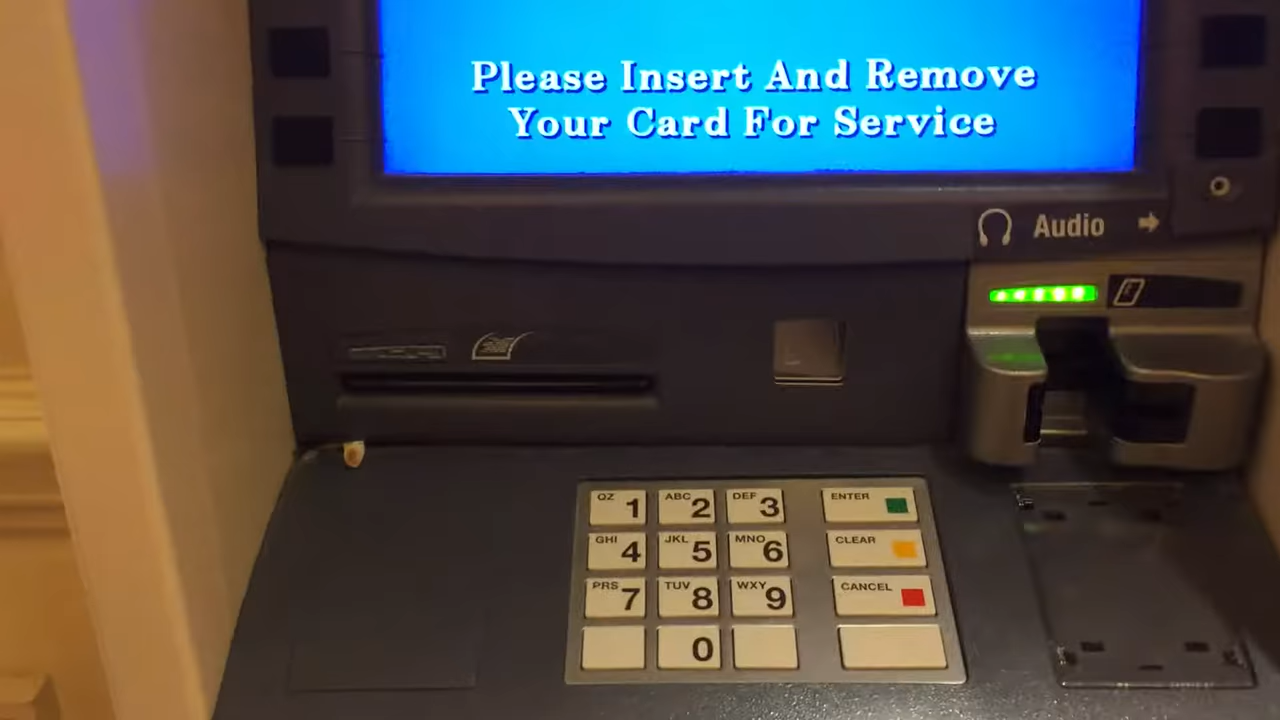 Please Insert And Remove
Your Card For Service
Audio
QZ 1
ABC 2
DEF 3
ENTER
GHI 4
JKL 5
MNO 6
CLEAR
PRS 7
TUV 8
WXY 9
CANCEL
0